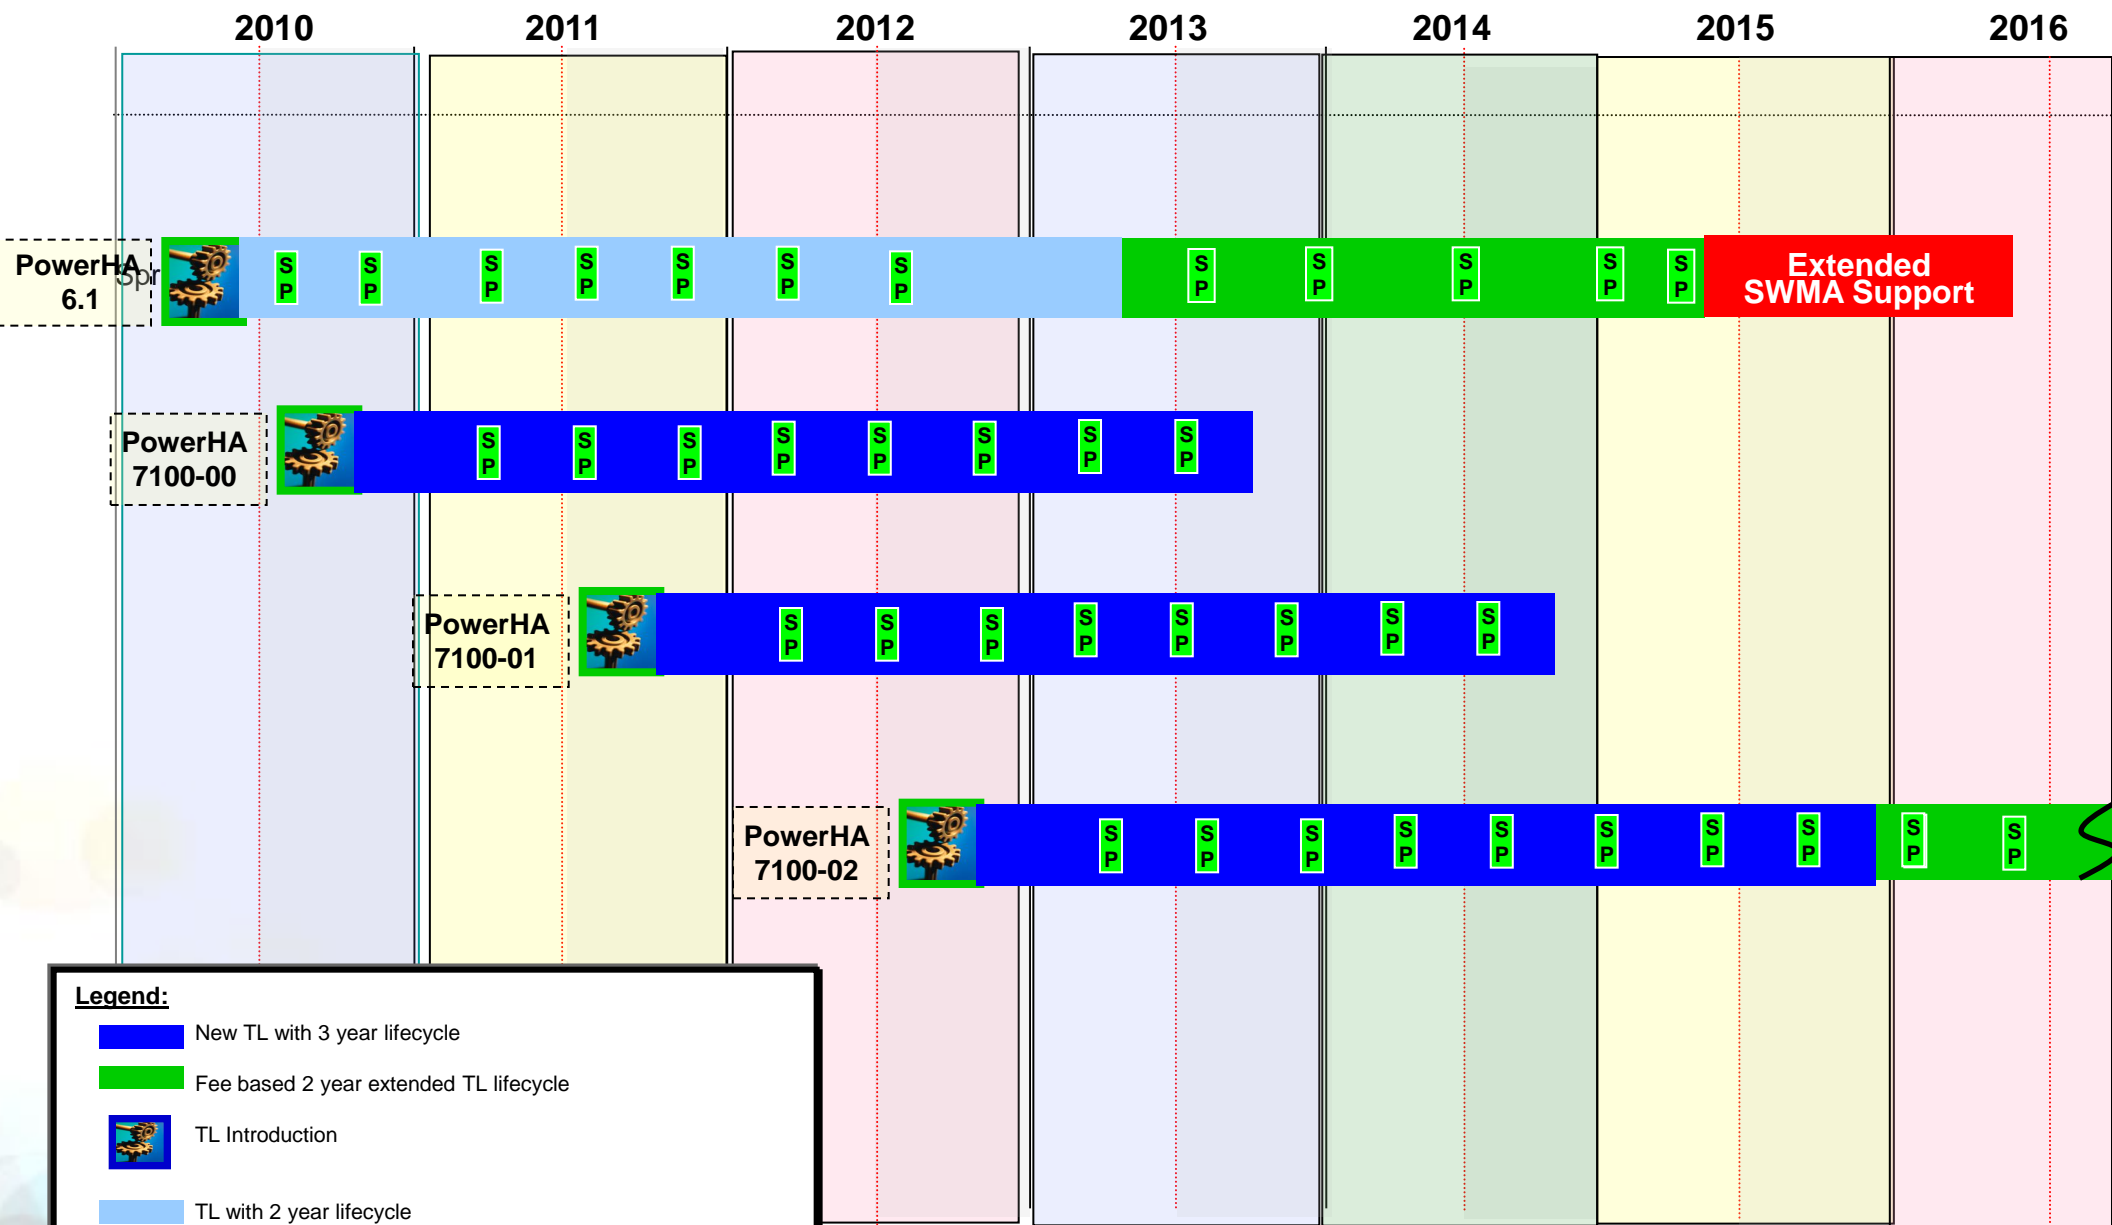 2010 2011 2012 2013 2014 2015 2016
PowerHA
6.1
Spr
S S S S S S S S S S S S
P P P P P P P P P P P P
Extended
SWMA Support
PowerHA
7100-00
S S S S S S S S
P P P P P P P P
PowerHA
7100-01
S S S S S S S S
P P P P P P P P
PowerHA
7100-02
S S S S S S S S S S
P P P P P P P P P P
Legend:
New TL with 3 year lifecycle
Fee based 2 year extended TL lifecycle
TL Introduction
TL with 2 year lifecycle